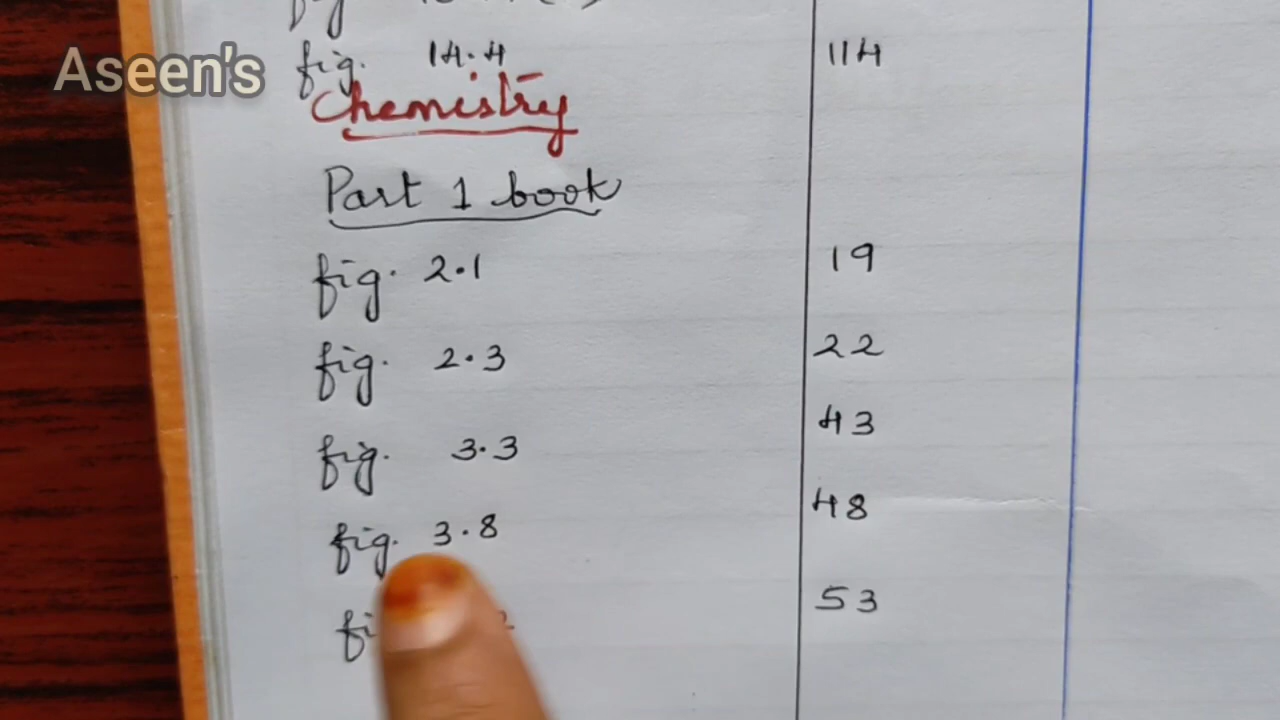 Aseen's
fig. 14.4 114
Chemistry
Part 1 book
fig. 2.1 19
fig. 2.3 22
fig. 3.3 43
fig. 3.8 48
53